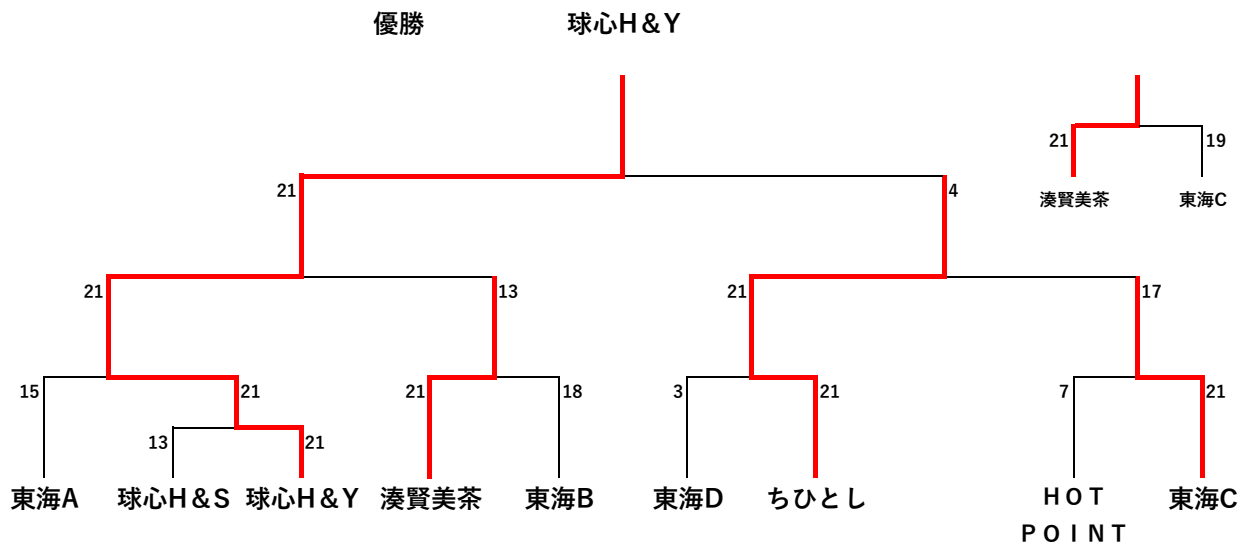 優勝 球心H＆Y
21 19
湊賢美茶 東海C
21 4
21 13 21 17
15 21 21 18 3 21 7 21
13 21
東海A 球心H＆S 球心H＆Y 湊賢美茶 東海B 東海D ちひとし HOT 東海C
POINT